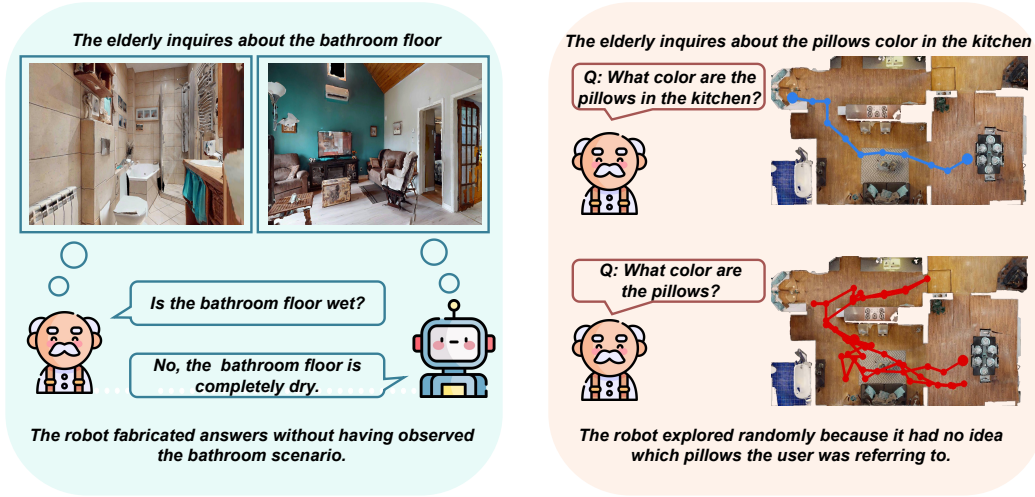 The elderly inquires about the bathroom floor
Is the bathroom floor wet?
No, the bathroom floor is
completely dry.
The robot fabricated answers without having observed
the bathroom scenario.
The elderly inquires about the pillows color in the kitchen
Q: What color are the
pillows in the kitchen?
Q: What color are
the pillows?
The robot explored randomly because it had no idea
which pillows the user was referring to.